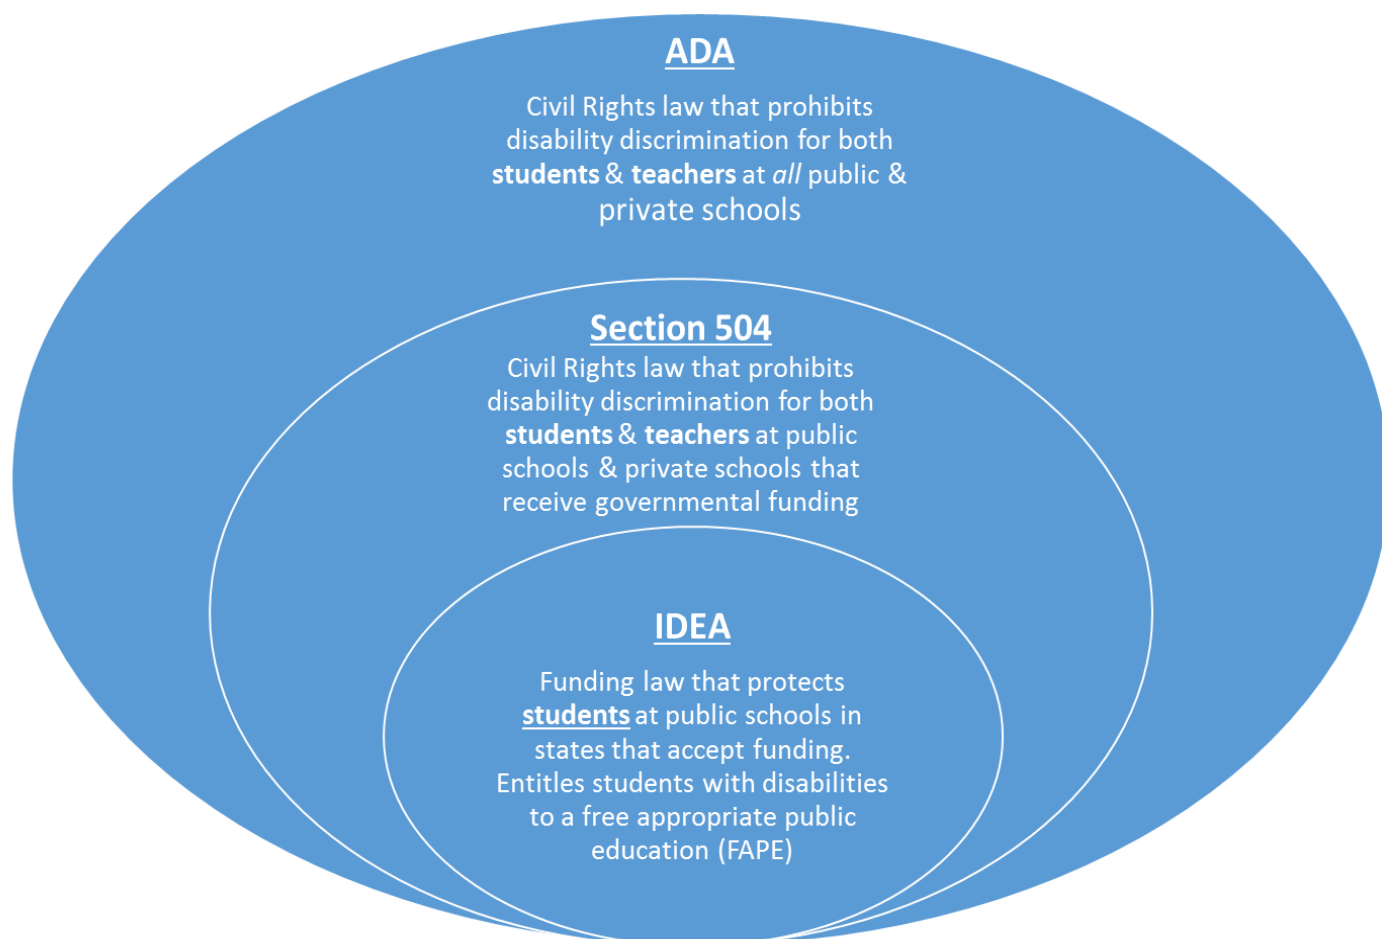 ADA
Civil Rights law that prohibits
disability discrimination for both
students & teachers at all public &
private schools
Section 504
Civil Rights law that prohibits
disability discrimination for both
students & teachers at public
schools & private schools that
receive governmental funding
IDEA
Funding law that protects
students at public schools in
states that accept funding.
Entitles students with disabilities
to a free appropriate public
education (FAPE)